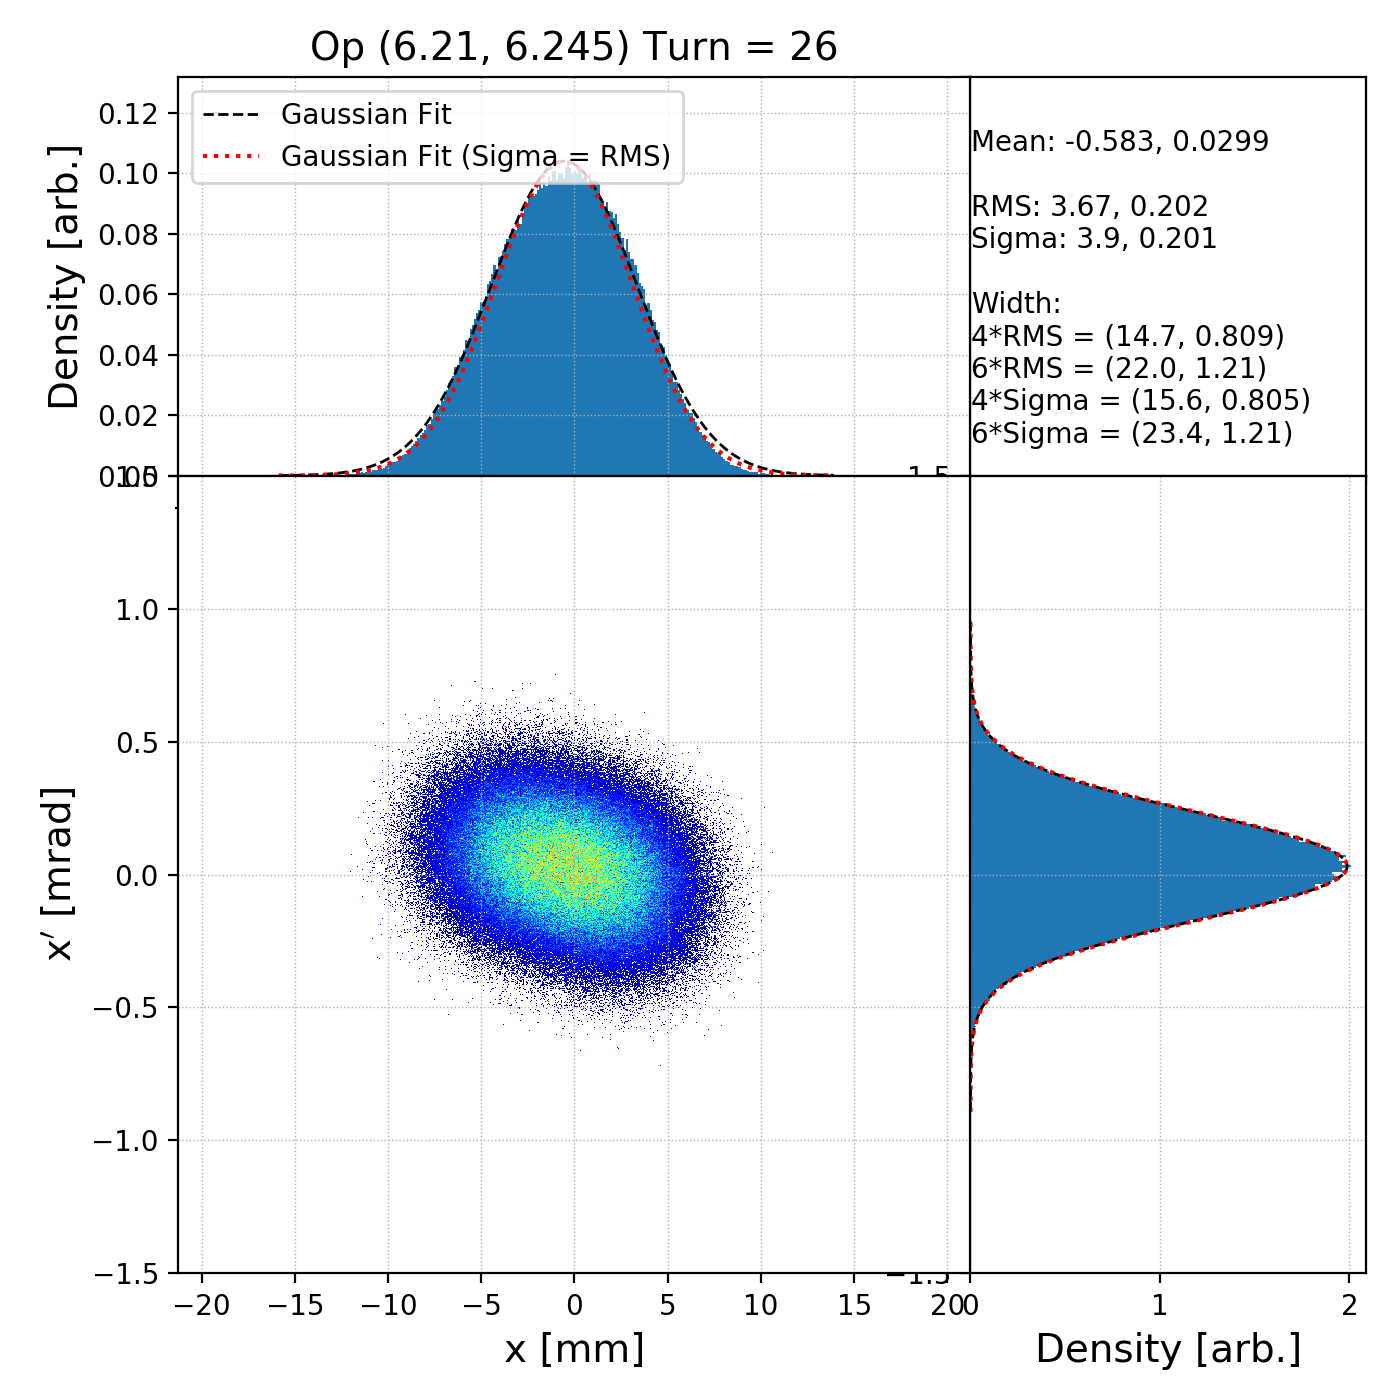 Op (6.21, 6.245) Turn = 26
Gaussian Fit
Gaussian Fit (Sigma = RMS)
Density [arb.]
0.12
0.10
0.08
0.06
0.04
0.02
Mean: -0.583, 0.0299
RMS: 3.67, 0.202
Sigma: 3.9, 0.201
Width:
4*RMS = (14.7, 0.809)
6*RMS = (22.0, 1.21)
4*Sigma = (15.6, 0.805)
6*Sigma = (23.4, 1.21)
x′ [mrad]
1.0
0.5
0.0
−0.5
−1.0
−1.5
−20 −15 −10 −5 0 5 10 15 20
x [mm]
0 1 2
Density [arb.]